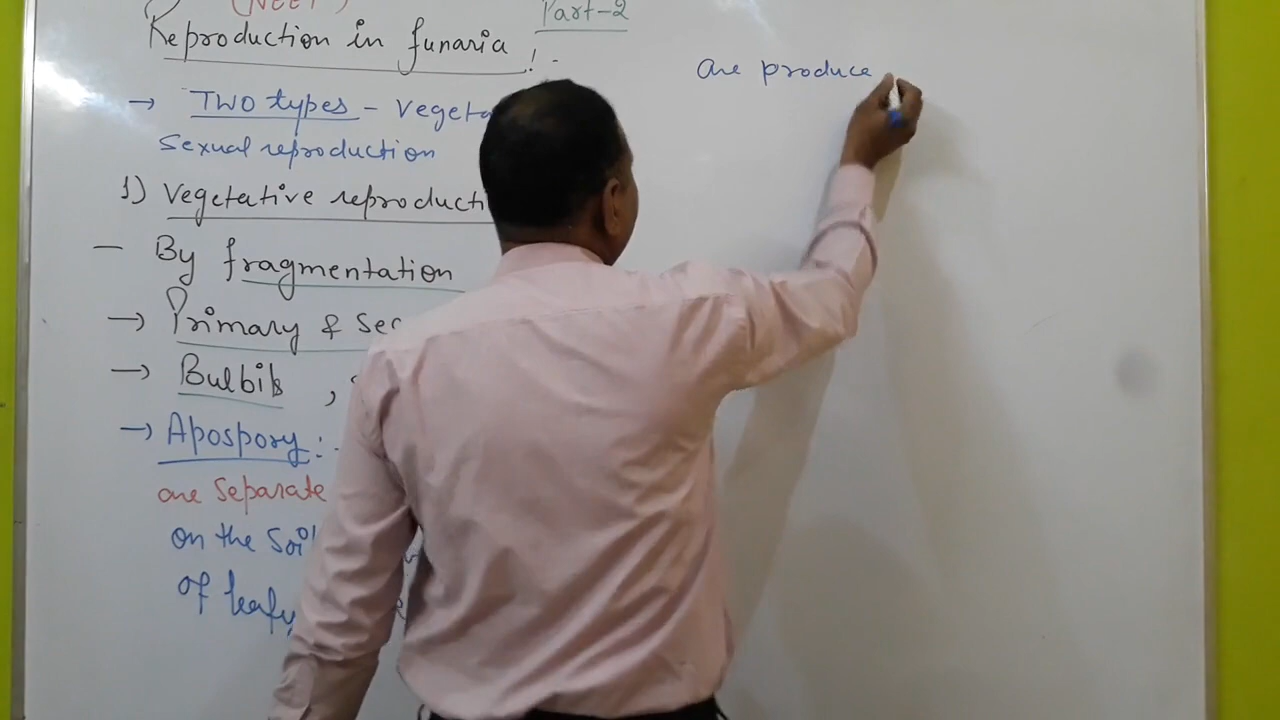 (NEET)
Part-2
Reproduction in funaria !-
→ Two types - Vegeta
Sexual reproduction
1) Vegetative reproducti
- By fragmentation
→ Primary & Sec
→ Bulbils ,
→ Apospory :-
are separate
on the soil
of leafy
are produce